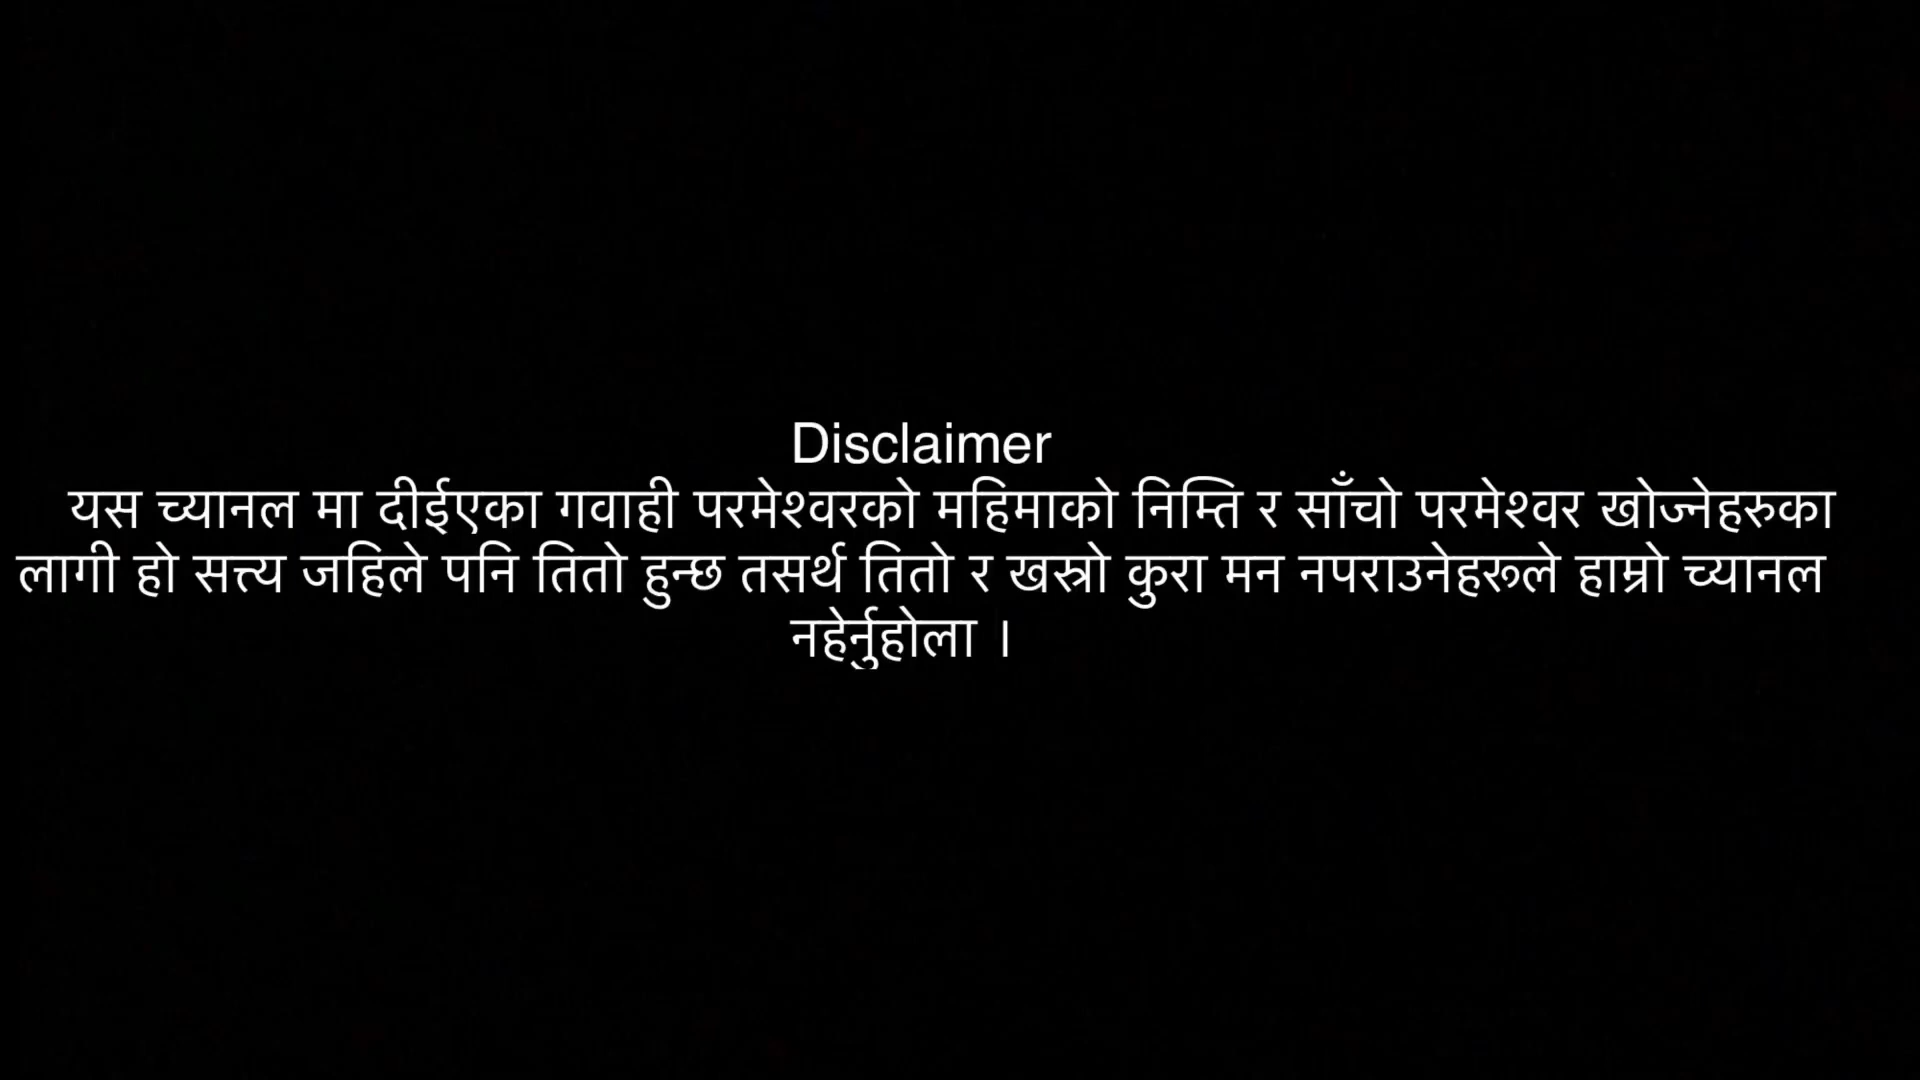 Disclaimer
यस च्यानल मा दीईएका गवाही परमेश्वरको महिमाको निम्ति र साँचो परमेश्वर खोज्नेहरुका
लागी हो सत्त्य जहिले पनि तितो हुन्छ तसर्थ तितो र खस्रो कुरा मन नपराउनेहरूले हाम्रो च्यानल
नहेर्नुहोला ।